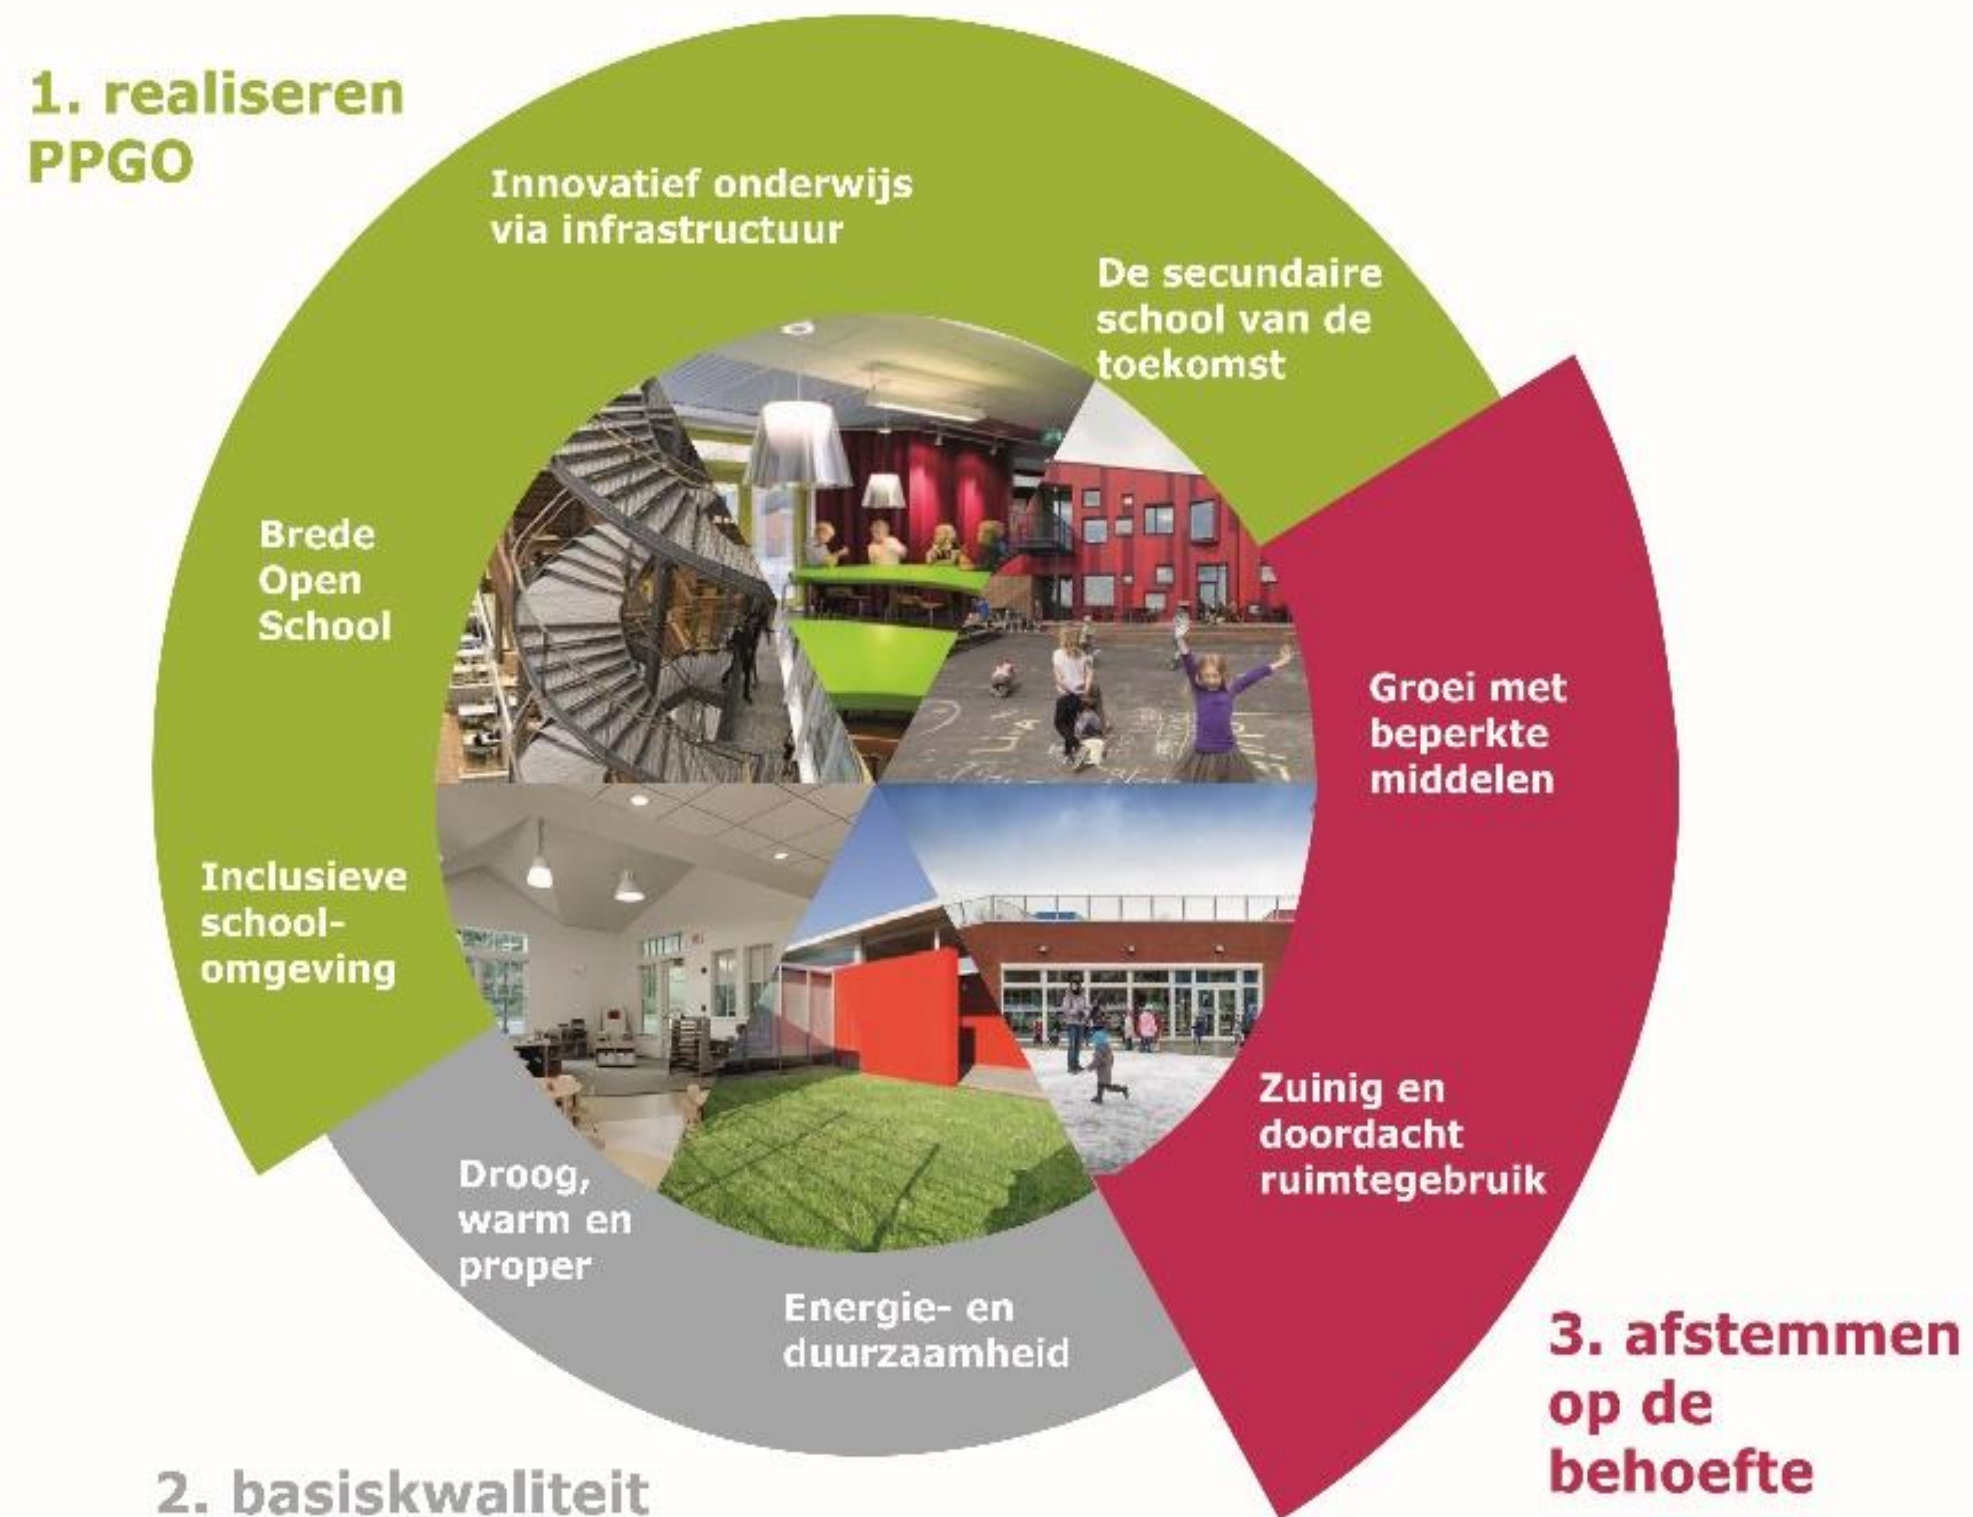 1. realiseren
PPGO
Innovatief onderwijs
via infrastructuur
De secundaire
school van de
toekomst
Brede
Open
School
Groei met
beperkte
middelen
Inclusieve
school-
omgeving
Zuinig en
doordacht
ruimtegebruik
Droog,
warm en
proper
Energie- en
duurzaamheid
3. afstemmen
op de
behoefte
2. basiskwaliteit